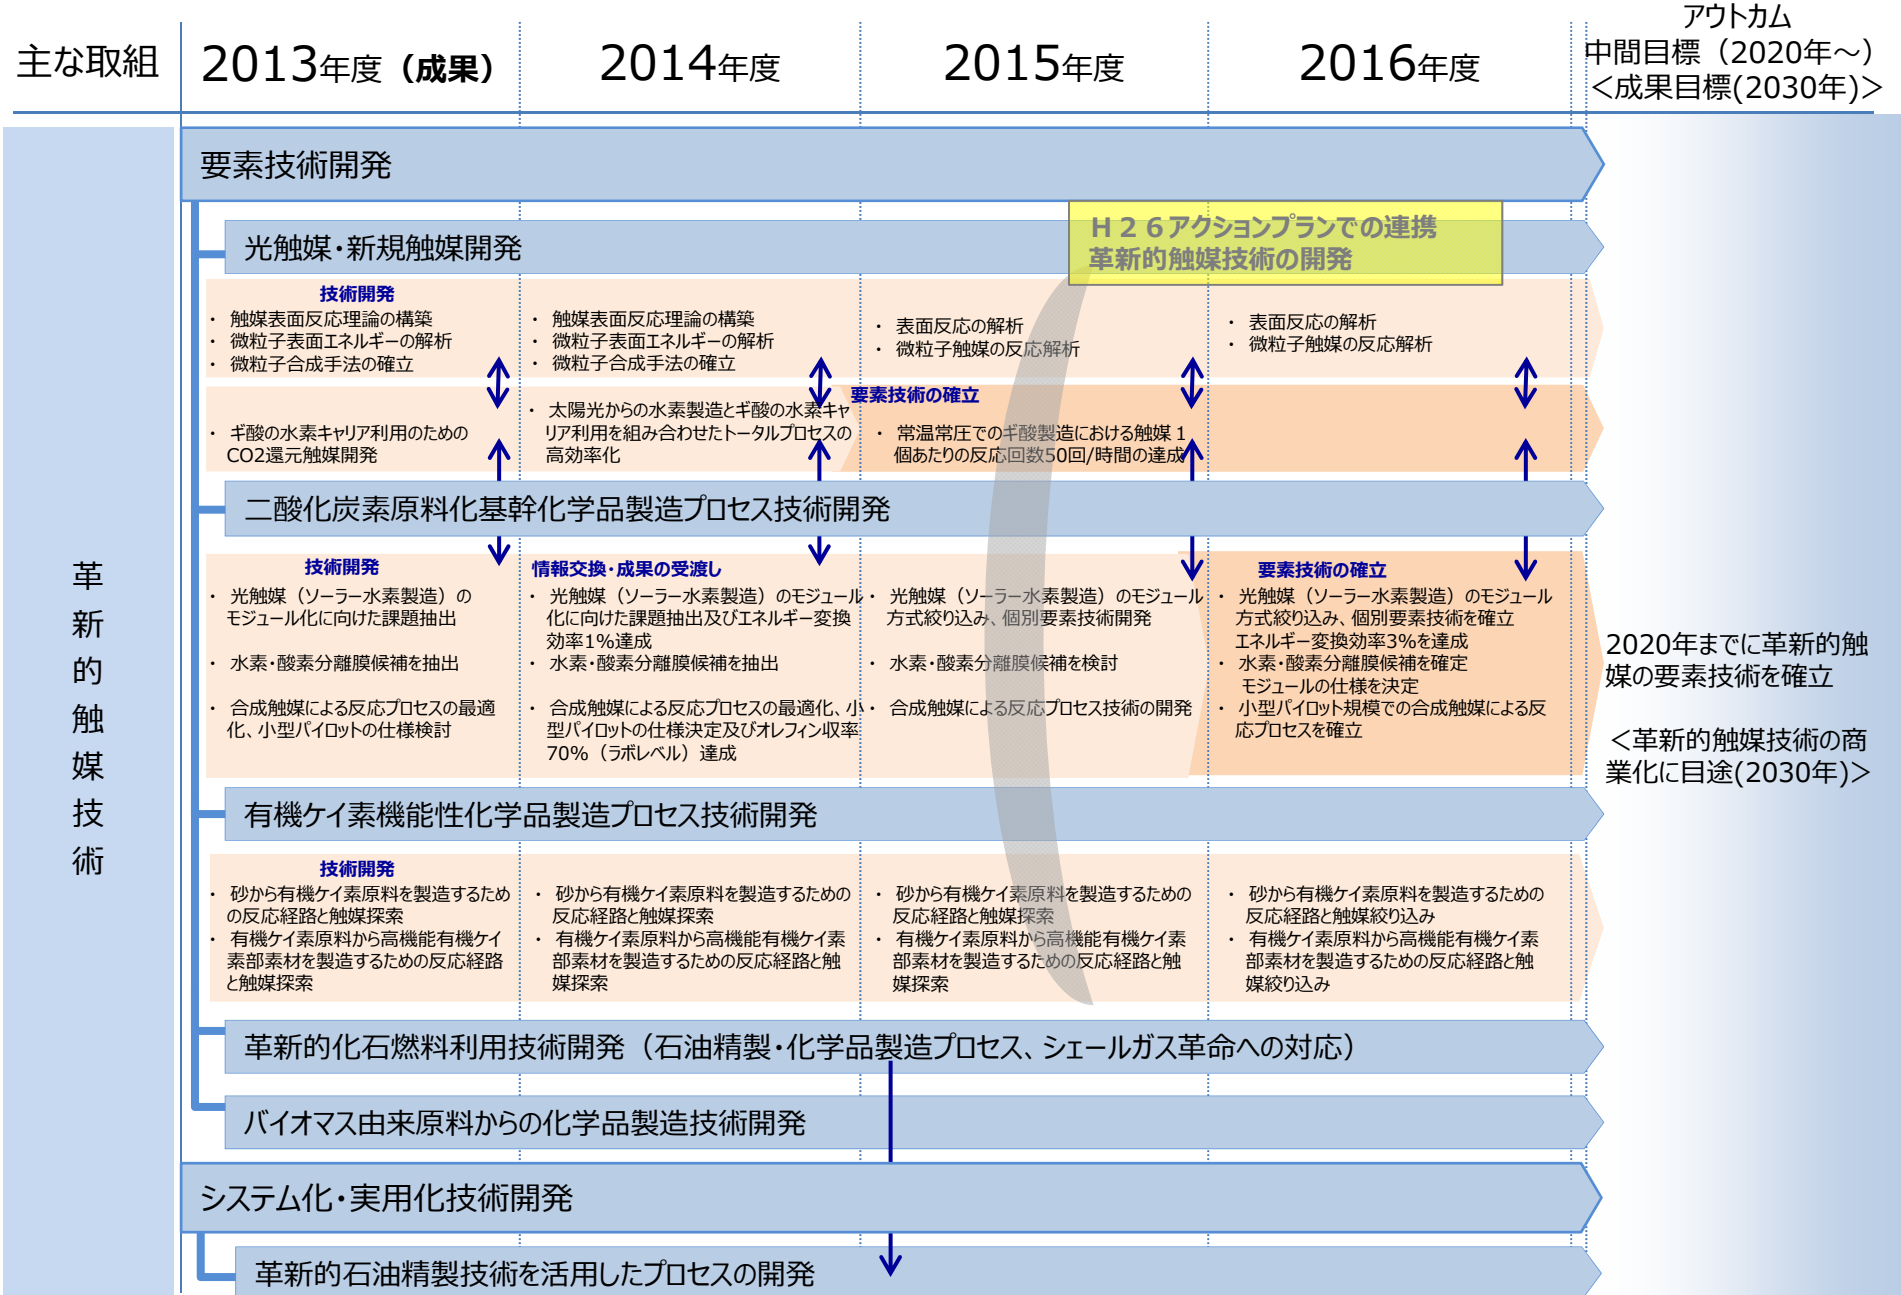 主な取組
2013年度（成果）
2014年度
2015年度
2016年度
アウトカム
中間目標（2020年～）
＜成果目標(2030年)＞
革新的触媒技術
要素技術開発
光触媒・新規触媒開発
H26アクションプランでの連携
革新的触媒技術の開発
技術開発
・ 触媒表面反応理論の構築
・ 微粒子表面エネルギーの解析
・ 微粒子合成手法の確立
・ 触媒表面反応理論の構築
・ 微粒子表面エネルギーの解析
・ 微粒子合成手法の確立
・ 表面反応の解析
・ 微粒子触媒の反応解析
・ 表面反応の解析
・ 微粒子触媒の反応解析
・ ギ酸の水素キャリア利用のための
CO2還元触媒開発
・ 太陽光からの水素製造とギ酸の水素キャ
リア利用を組み合わせたトータルプロセスの
高効率化
要素技術の確立
・ 常温常圧でのギ酸製造における触媒1
個あたりの反応回数50回/時間の達成
二酸化炭素原料化基幹化学品製造プロセス技術開発
技術開発
・ 光触媒（ソーラー水素製造）の
モジュール化に向けた課題抽出
・ 水素・酸素分離膜候補を抽出
・ 合成触媒による反応プロセスの最適
化、小型パイロットの仕様検討
情報交換・成果の受渡し
・ 光触媒（ソーラー水素製造）のモジュール
化に向けた課題抽出及びエネルギー変換
効率1%達成
・ 水素・酸素分離膜候補を抽出
・ 合成触媒による反応プロセスの最適化、小
型パイロットの仕様決定及びオレフィン収率
70%（ラボレベル）達成
・ 光触媒（ソーラー水素製造）のモジュール
方式絞り込み、個別要素技術開発
・ 水素・酸素分離膜候補を検討
・ 合成触媒による反応プロセス技術の開発
要素技術の確立
・ 光触媒（ソーラー水素製造）のモジュール
方式絞り込み、個別要素技術を確立
エネルギー変換効率3%を達成
・ 水素・酸素分離膜候補を確定
モジュールの仕様を決定
・ 小型パイロット規模での合成触媒による反
応プロセスを確立
2020年までに革新的触
媒の要素技術を確立
＜革新的触媒技術の商
業化に目途(2030年)＞
有機ケイ素機能性化学品製造プロセス技術開発
技術開発
・ 砂から有機ケイ素原料を製造するため
の反応経路と触媒探索
・ 有機ケイ素原料から高機能有機ケイ
素部素材を製造するための反応経路
と触媒探索
・ 砂から有機ケイ素原料を製造するための
反応経路と触媒探索
・ 有機ケイ素原料から高機能有機ケイ素
部素材を製造するための反応経路と触
媒探索
・ 砂から有機ケイ素原料を製造するための
反応経路と触媒探索
・ 有機ケイ素原料から高機能有機ケイ素
部素材を製造するための反応経路と触
媒探索
・ 砂から有機ケイ素原料を製造するための
反応経路と触媒絞り込み
・ 有機ケイ素原料から高機能有機ケイ素
部素材を製造するための反応経路と触
媒絞り込み
革新的化石燃料利用技術開発（石油精製・化学品製造プロセス、シェールガス革命への対応）
バイオマス由来原料からの化学品製造技術開発
システム化・実用化技術開発
革新的石油精製技術を活用したプロセスの開発